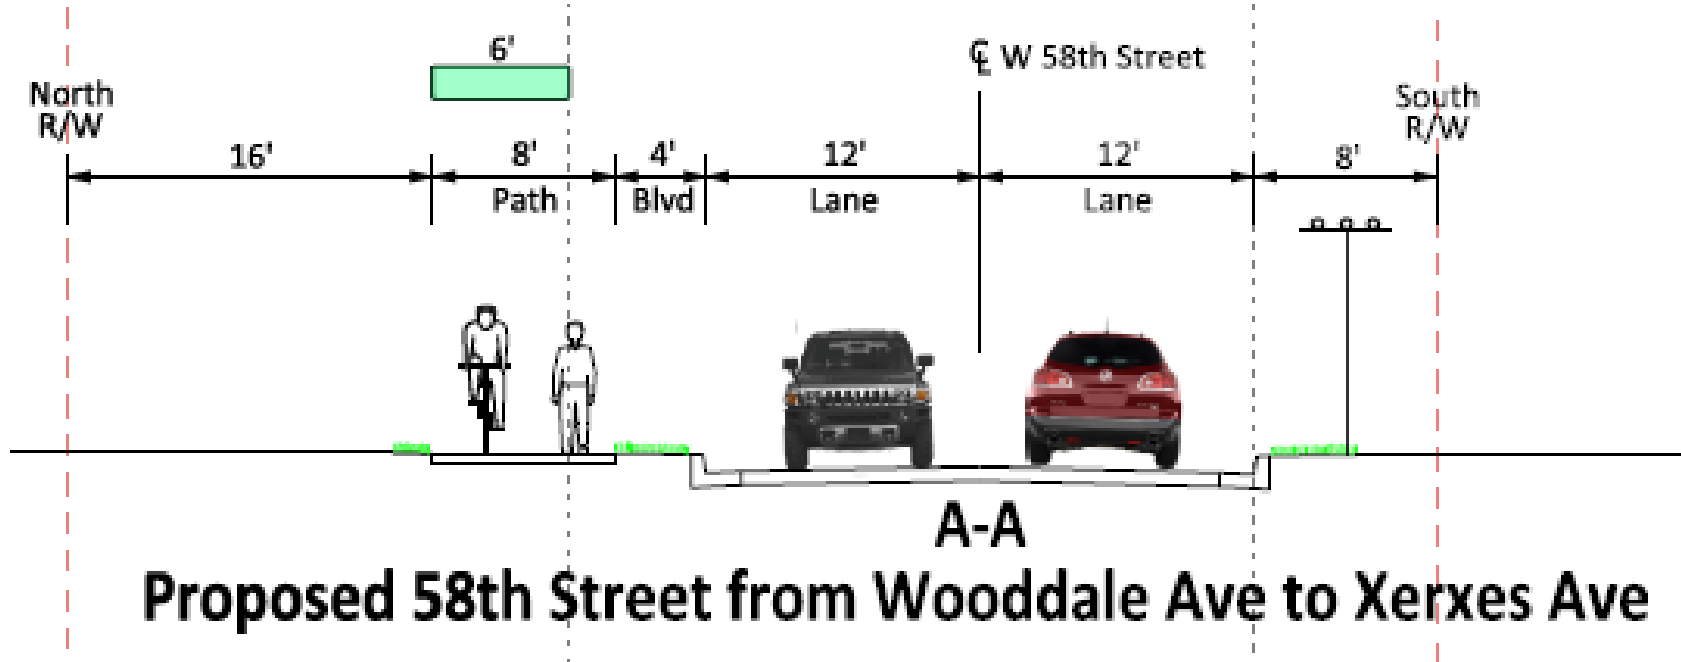 6'
℄ W 58th Street
North
R/W
South
R/W
16' 8' 4' 12' 12' 8'
Path Blvd Lane Lane
A-A
Proposed 58th Street from Wooddale Ave to Xerxes Ave